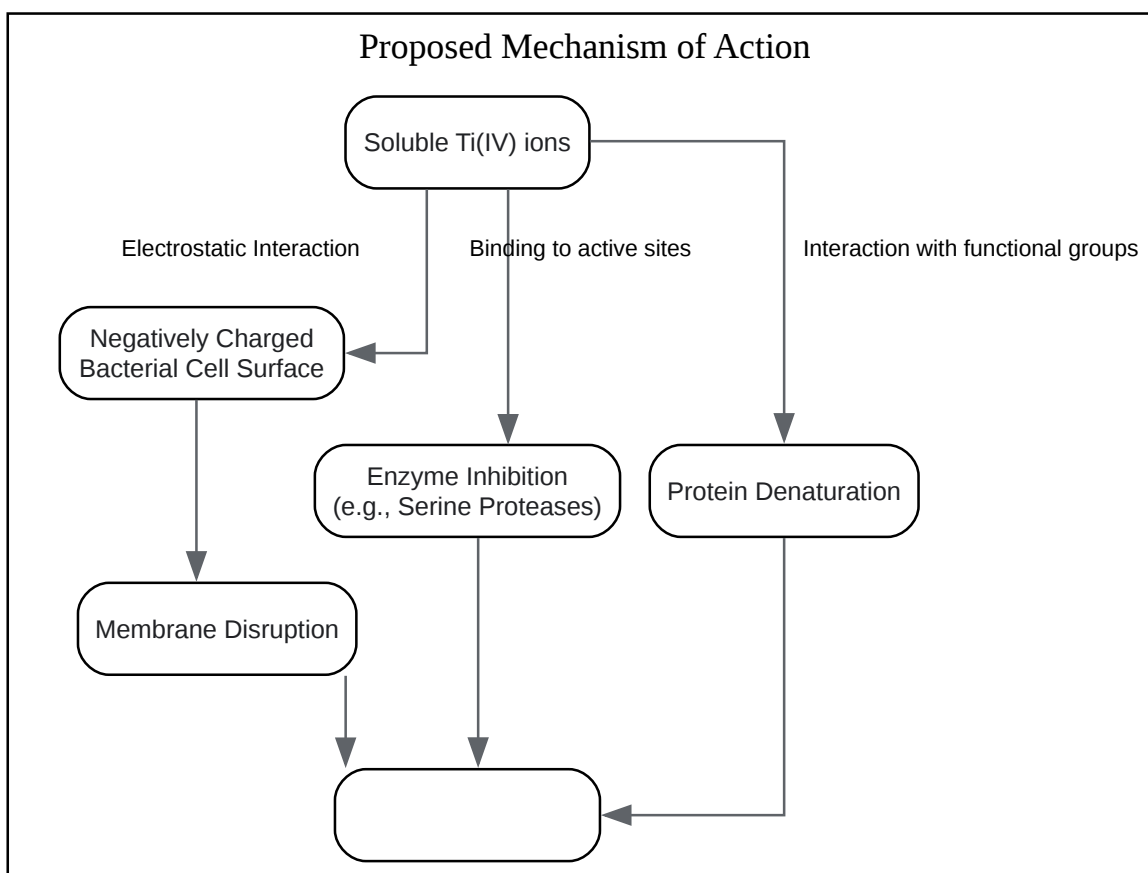 Proposed Mechanism of Action
Soluble Ti(IV) ions
Electrostatic Interaction
Binding to active sites
Interaction with functional groups
Negatively Charged
Bacterial Cell Surface
Enzyme Inhibition
(e.g., Serine Proteases)
Protein Denaturation
Membrane Disruption